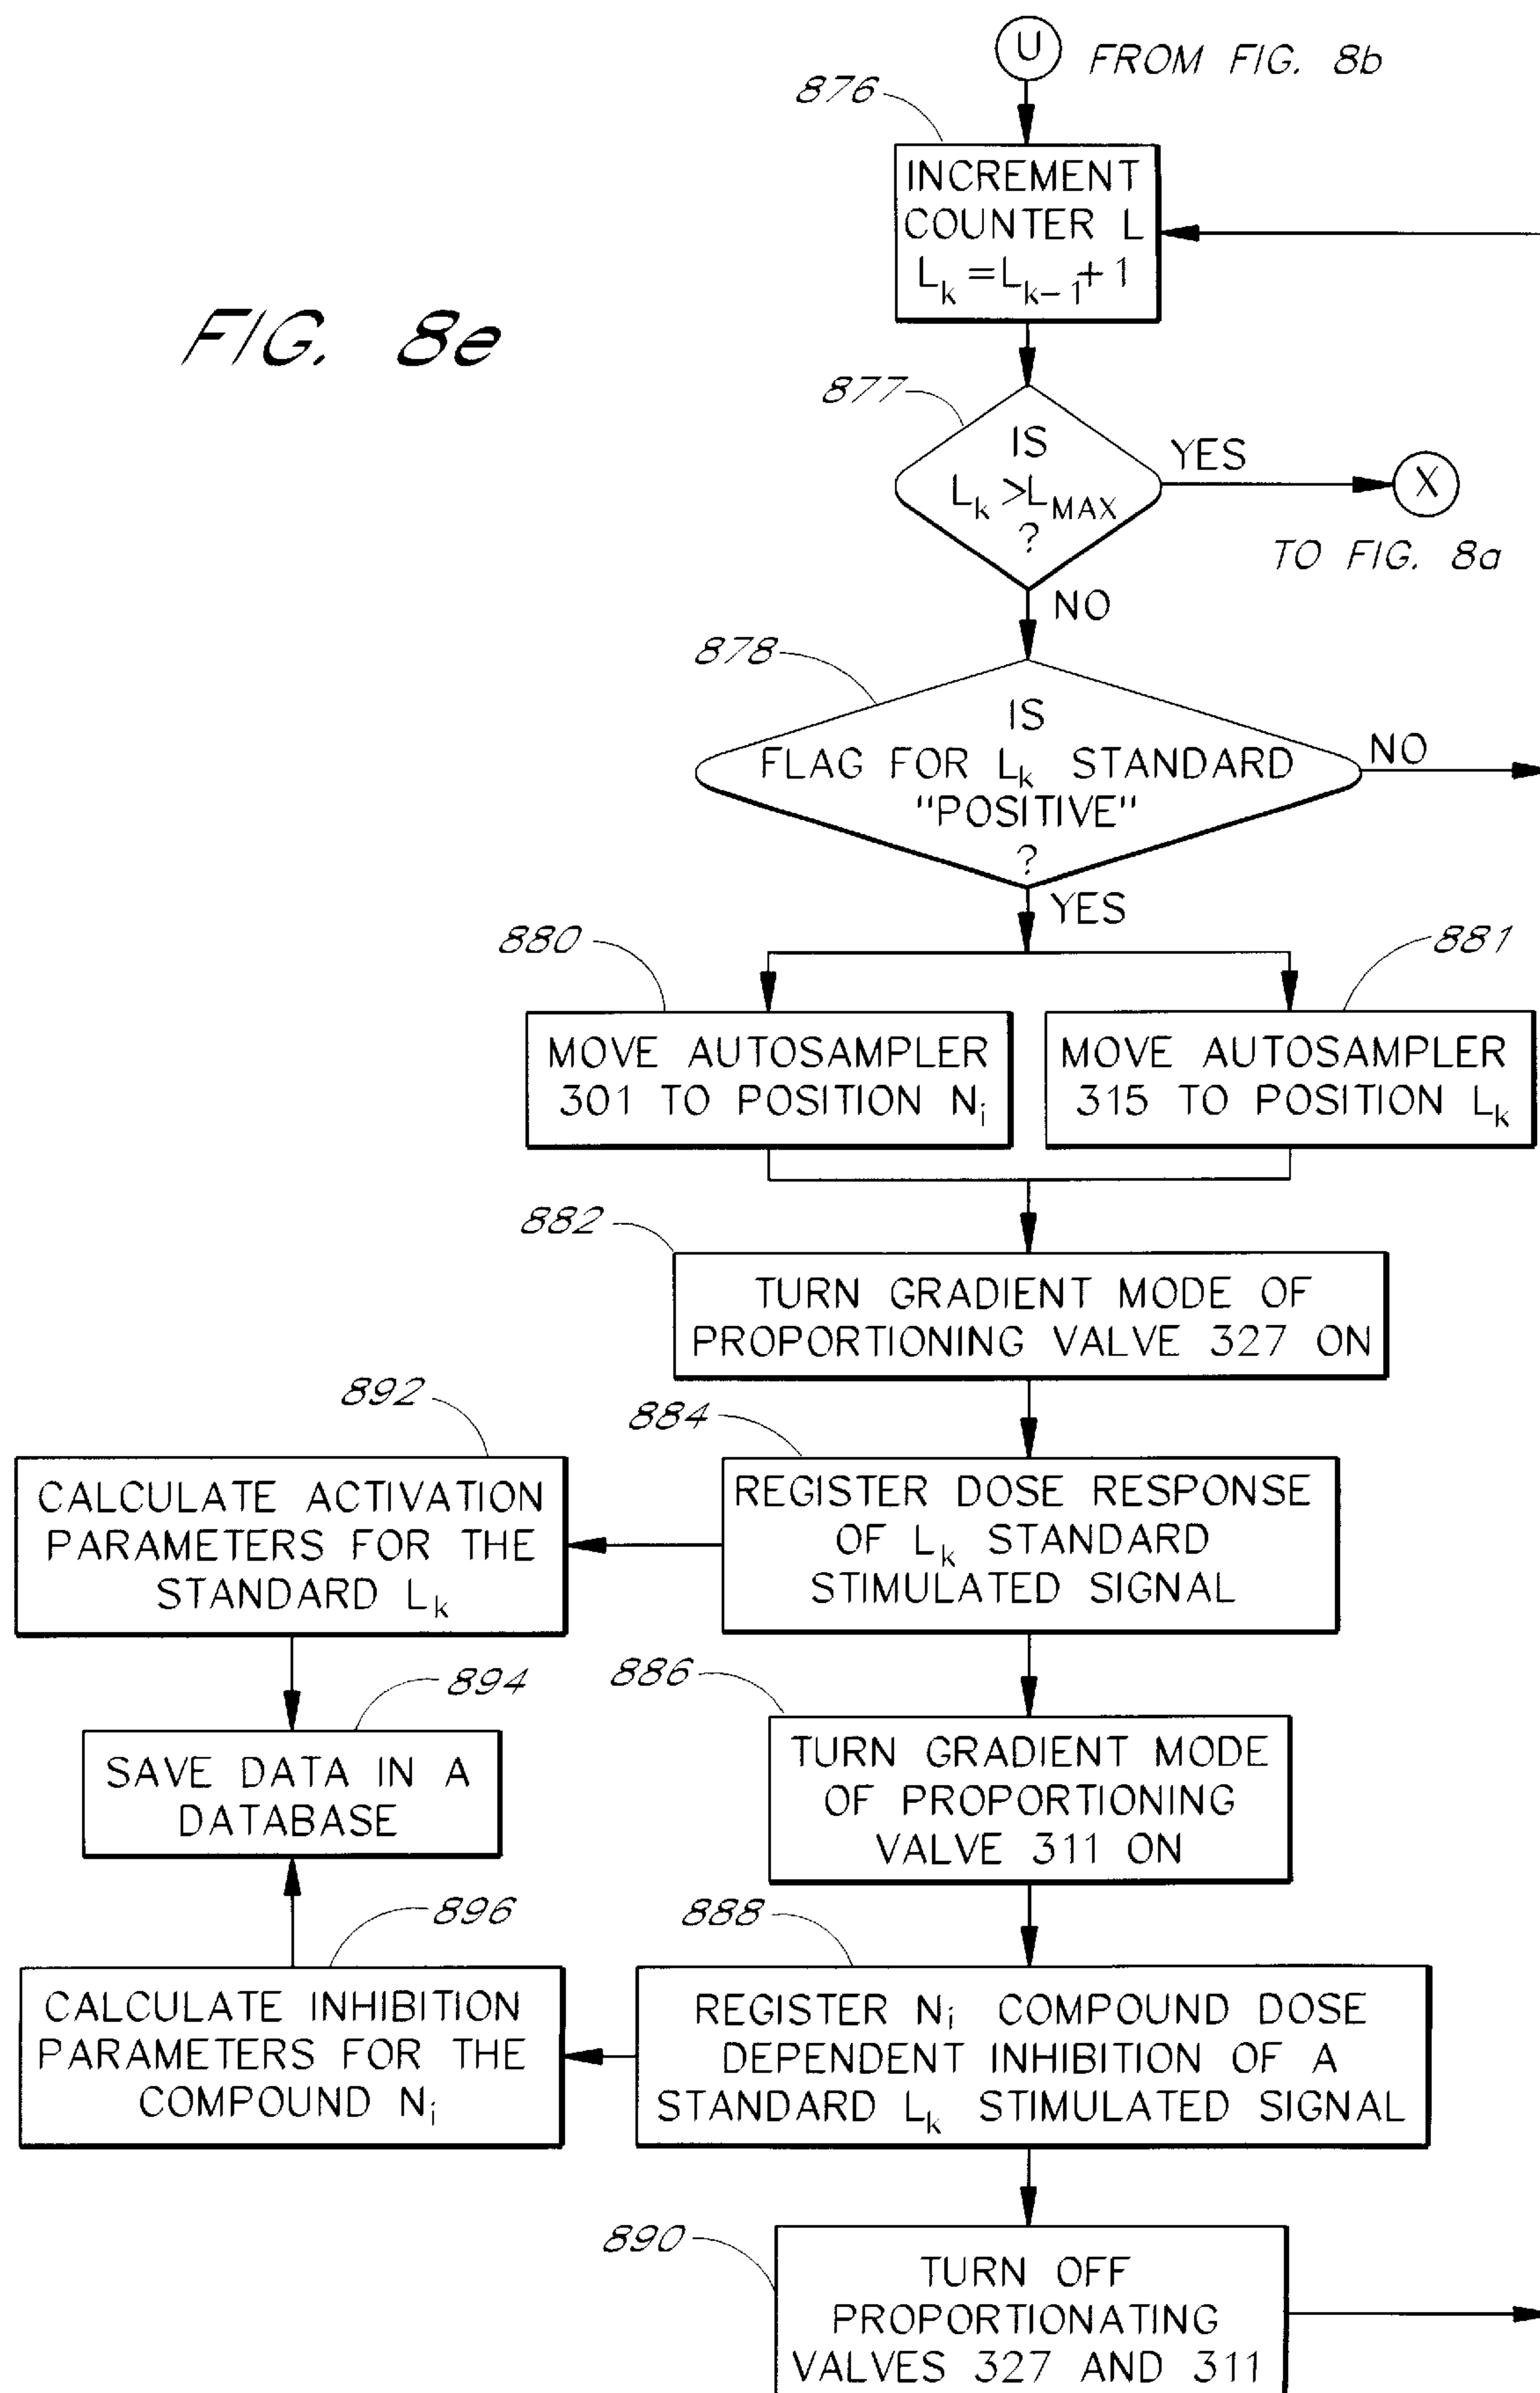 U FROM FIG. 8b
876
INCREMENT
COUNTER L
Lk =Lk-1+ 1
FIG. 8e
877
IS
Lk >LMAX
?
YES
X
TO FIG. 8a
NO
878
IS
FLAG FOR Lk STANDARD
"POSITIVE"
?
NO
YES
880
881
MOVE AUTOSAMPLER
301 TO POSITION Ni
MOVE AUTOSAMPLER
315 TO POSITION Lk
882
TURN GRADIENT MODE OF
PROPORTIONING VALVE 327 ON
892
884
CALCULATE ACTIVATION
PARAMETERS FOR THE
STANDARD Lk
REGISTER DOSE RESPONSE
OF Lk STANDARD
STIMULATED SIGNAL
894
886
SAVE DATA IN A
DATABASE
TURN GRADIENT MODE
OF PROPORTIONING
VALVE 311 ON
896
888
CALCULATE INHIBITION
PARAMETERS FOR THE
COMPOUND Ni
REGISTER Ni COMPOUND DOSE
DEPENDENT INHIBITION OF A
STANDARD Lk STIMULATED SIGNAL
890
TURN OFF
PROPORTIONATING
VALVES 327 AND 311